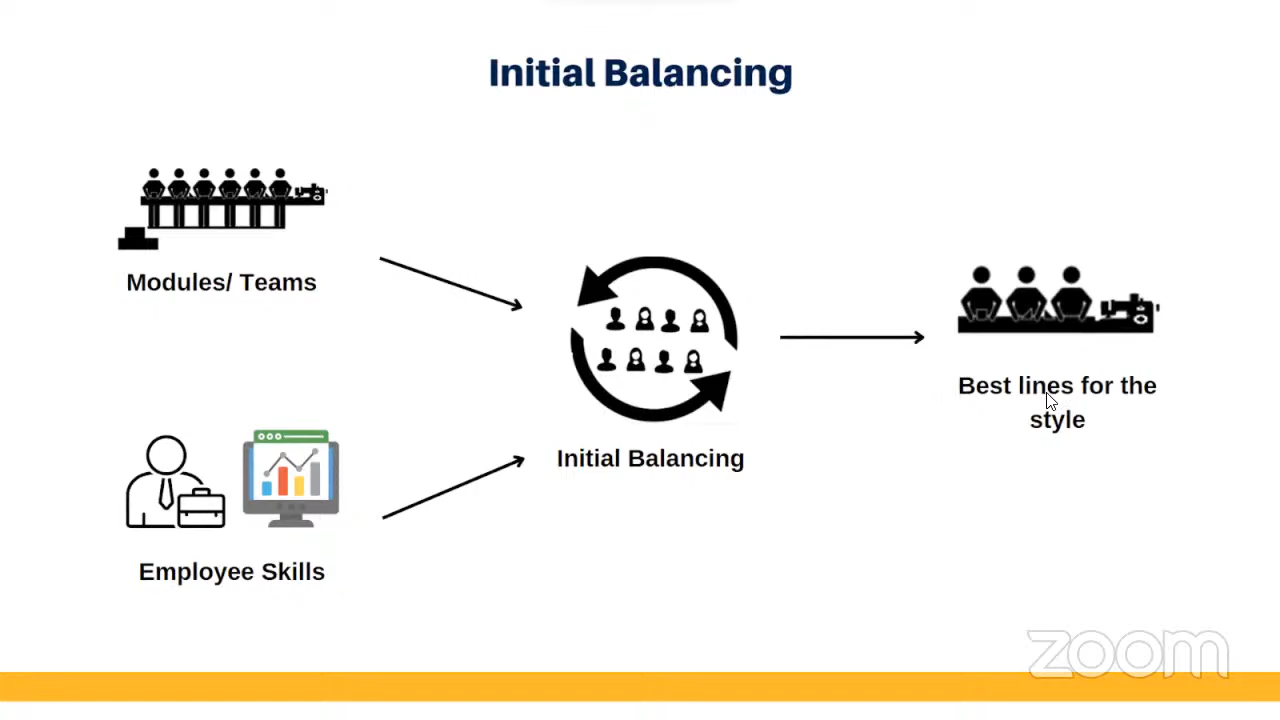 Initial Balancing
Modules/ Teams
Employee Skills
Initial Balancing
Best lines for the
style
zoom